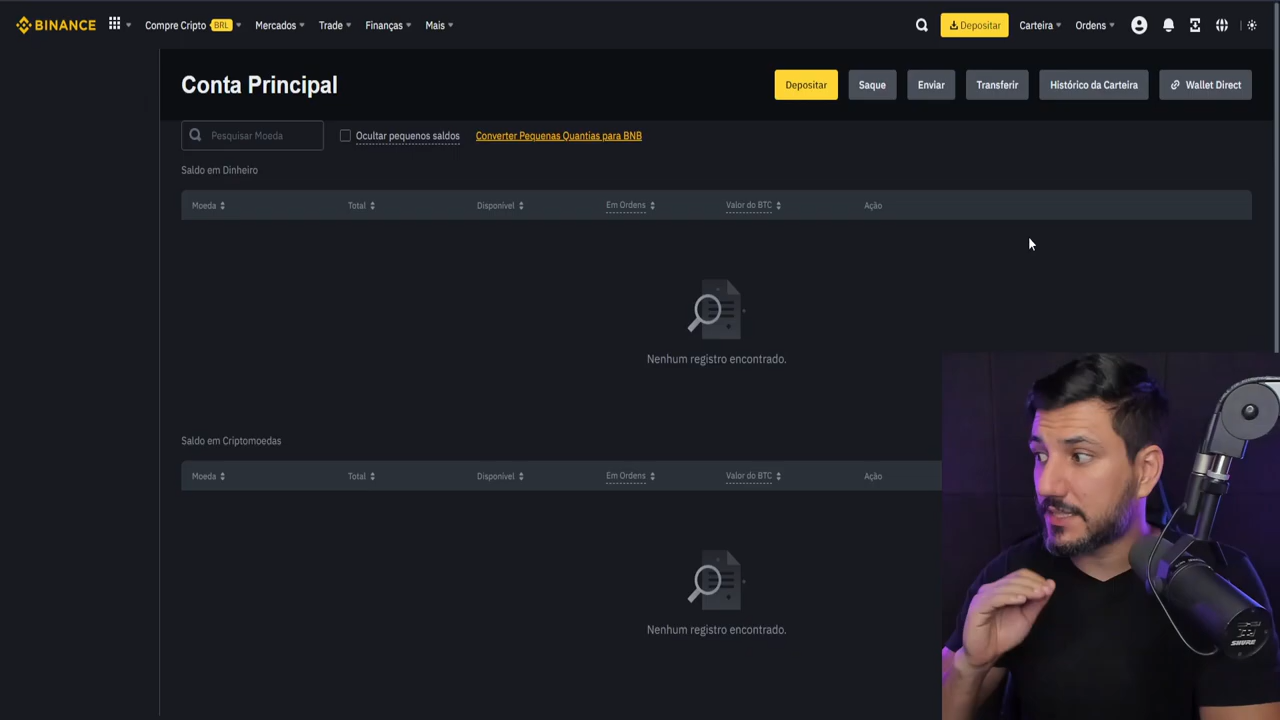 BINANCE Compre Cripto BRL Mercados Trade Finanças Mais Depositar Carteira Ordens
Conta Principal Depositar Saque Enviar Transferir Histórico da Carteira Wallet Direct
Pesquisar Moeda Ocultar pequenos saldos Converter Pequenas Quantias para BNB
Saldo em Dinheiro
Moeda Total Disponível Em Ordens Valor do BTC Ação
Nenhum registro encontrado.
Saldo em Criptomoedas
Moeda Total Disponível Em Ordens Valor do BTC Ação
Nenhum registro encontrado.
SHURE